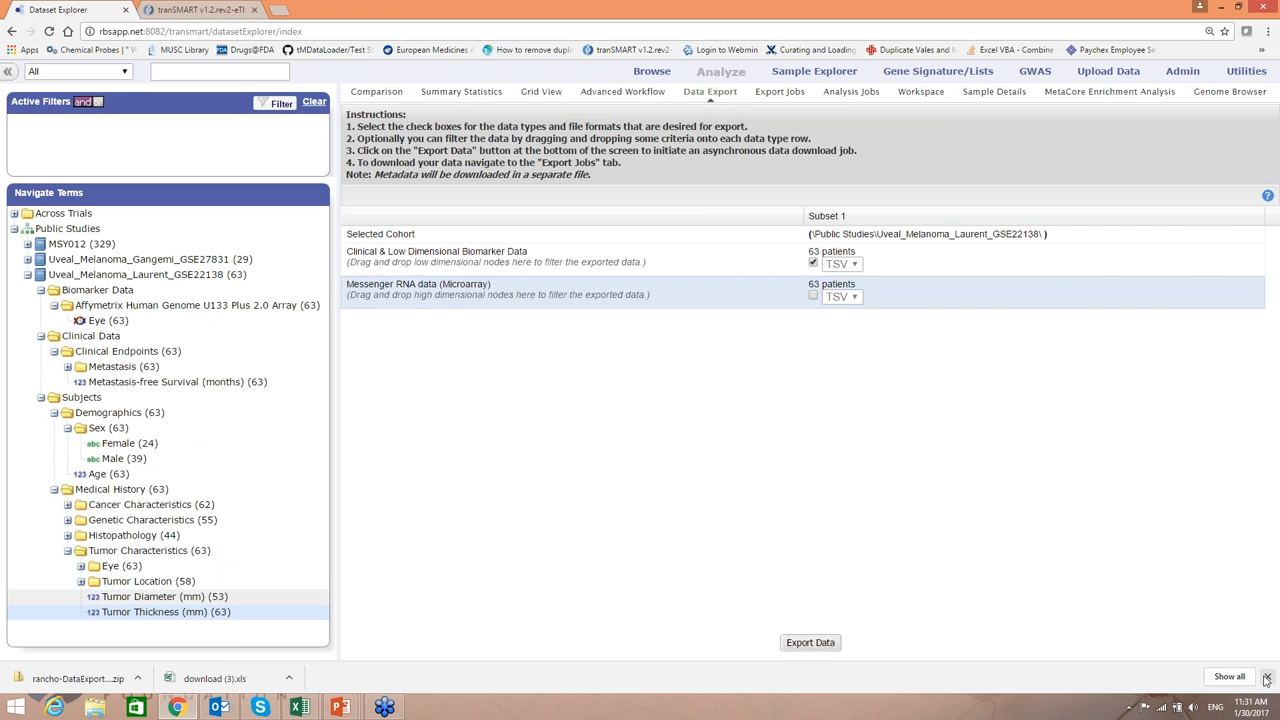 Dataset Explorer
tranSMART v1.2.rev2-eTI
rbsapp.net:8082/transmart/datasetExplorer/index
Apps
Chemical Probes | "
MUSC Library
Drugs@FDA
tMDataLoader/Test S
European Medicines
How to remove dupli
tranSMART v1.2.rev2
Login to Webmin
Curating and Loading
Duplicate Vales and
Excel VBA - Combine
Paychex Employee Se
All
Browse
Analyze
Sample Explorer
Gene Signature/Lists
GWAS
Upload Data
Admin
Utilities
Active Filters
and
or
Filter
Clear
Comparison
Summary Statistics
Grid View
Advanced Workflow
Data Export
Export Jobs
Analysis Jobs
Workspace
Sample Details
MetaCore Enrichment Analysis
Genome Browser
Instructions:
1. Select the check boxes for the data types and file formats that are desired for export.
2. Optionally you can filter the data by dragging and dropping some criteria onto each data type row.
3. Click on the "Export Data" button at the bottom of the screen to initiate an asynchronous data download job.
4. To download your data navigate to the "Export Jobs" tab.
Note: Metadata will be downloaded in a separate file.
Subset 1
Selected Cohort
(\Public Studies\Uveal_Melanoma_Laurent_GSE22138\ )
Clinical & Low Dimensional Biomarker Data
63 patients
(Drag and drop low dimensional nodes here to filter the exported data.)
TSV
Messenger RNA data (Microarray)
63 patients
(Drag and drop high dimensional nodes here to filter the exported data.)
TSV
Navigate Terms
Across Trials
Public Studies
MSY012 (329)
Uveal_Melanoma_Gangemi_GSE27831 (29)
Uveal_Melanoma_Laurent_GSE22138 (63)
Biomarker Data
Affymetrix Human Genome U133 Plus 2.0 Array (63)
Eye (63)
Clinical Data
Clinical Endpoints (63)
Metastasis (63)
123 Metastasis-free Survival (months) (63)
Subjects
Demographics (63)
Sex (63)
abc Female (24)
abc Male (39)
123 Age (63)
Medical History (63)
Cancer Characteristics (62)
Genetic Characteristics (55)
Histopathology (44)
Tumor Characteristics (63)
Eye (63)
Tumor Location (58)
123 Tumor Diameter (mm) (53)
123 Tumor Thickness (mm) (63)
Export Data
rancho-DataExport....zip
download (3).xls
Show all
ENG
11:31 AM
1/30/2017